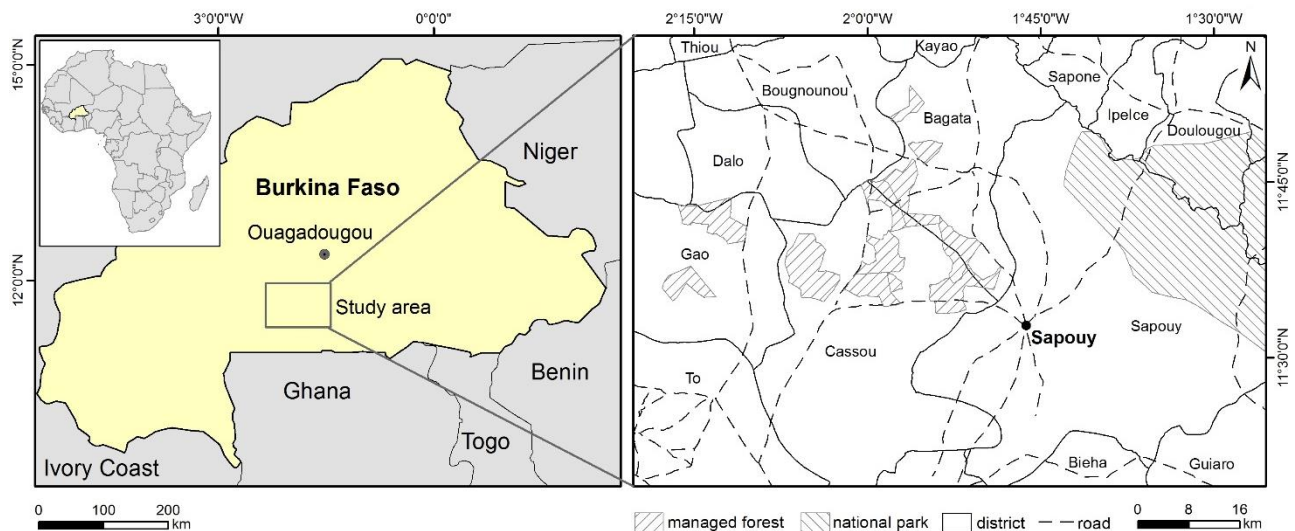 3°0'0"W
0°0'0"
15°0'0"N
12°0'0"N
Niger
Burkina Faso
Ouagadougou
Study area
Benin
Ghana
Togo
Ivory Coast
0 100 200
km
2°15'0"W
2°00'0"W
1°45'0"W
1°30'0"W
N
11°45'0"N
11°30'0"N
Thiou
Kayao
Sapone
Bougnounou
Bagata
Ipelce
Doulougou
Dalo
Gao
Sapouy
Sapouy
Cassou
To
Bieha
Guiaro
managed forest
national park
district
road
0 8 16
km